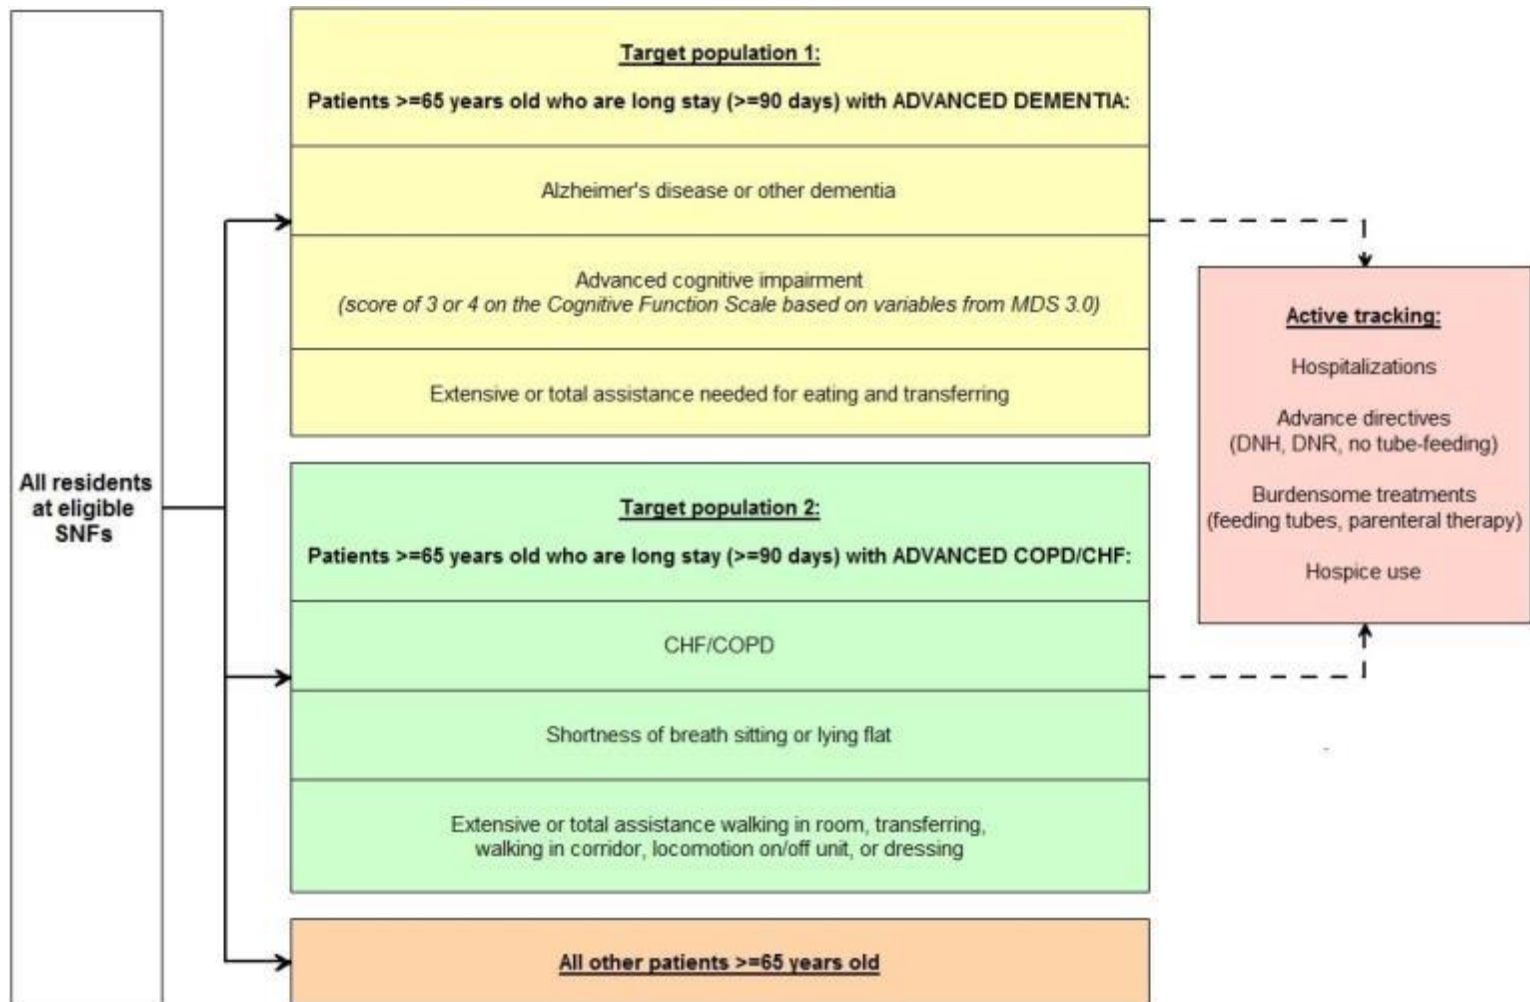 All residents
at eligible
SNFs
Target population 1:
Patients >=65 years old who are long stay (>=90 days) with ADVANCED DEMENTIA:
Alzheimer's disease or other dementia
Advanced cognitive impairment
(score of 3 or 4 on the Cognitive Function Scale based on variables from MDS 3.0)
Extensive or total assistance needed for eating and transferring
Target population 2:
Patients >=65 years old who are long stay (>=90 days) with ADVANCED COPD/CHF:
CHF/COPD
Shortness of breath sitting or lying flat
Extensive or total assistance walking in room, transferring,
walking in corridor, locomotion on/off unit, or dressing
All other patients >=65 years old
Active tracking:
Hospitalizations
Advance directives
(DNH, DNR, no tube-feeding)
Burdensome treatments
(feeding tubes, parenteral therapy)
Hospice use